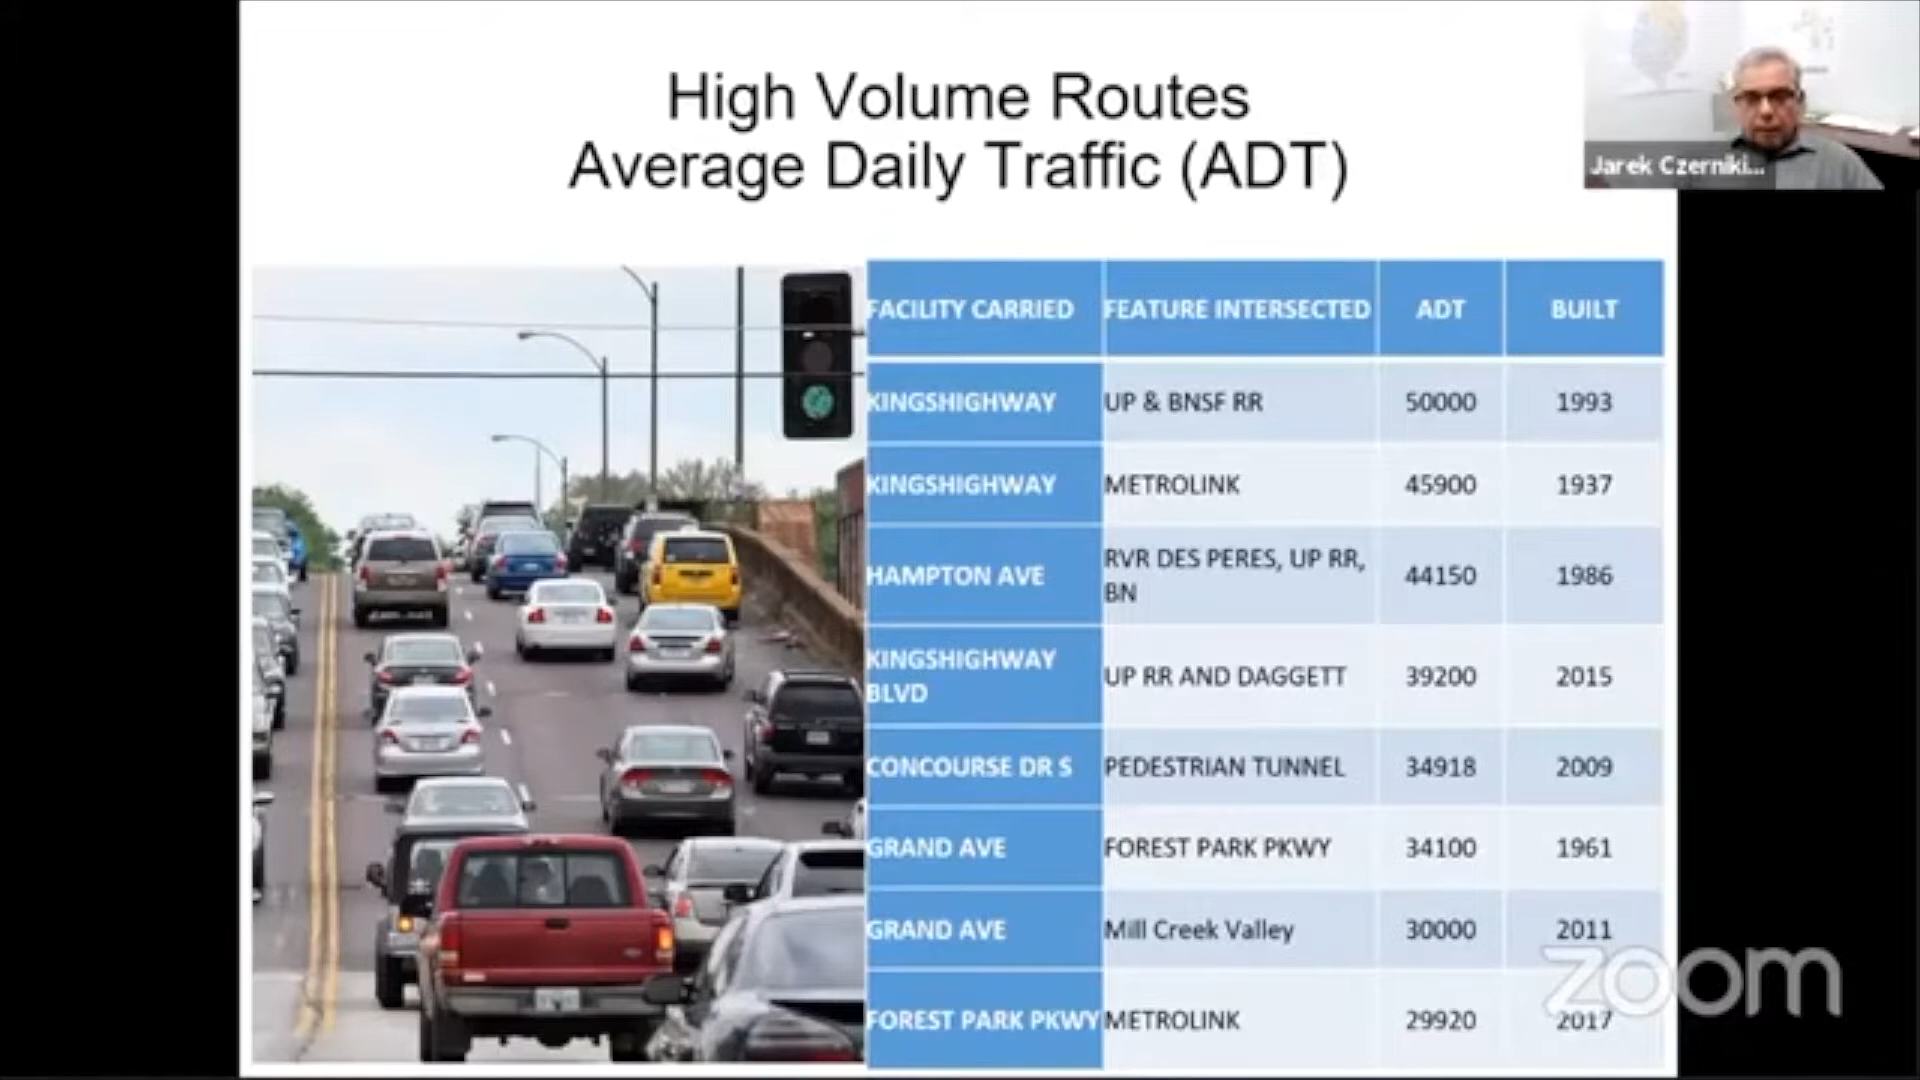 High Volume Routes
Average Daily Traffic (ADT)
Jarek Czerniki...
FACILITY CARRIED FEATURE INTERSECTED ADT BUILT
KINGSHIGHWAY UP & BNSF RR 50000 1993
KINGSHIGHWAY METROLINK 45900 1937
HAMPTON AVE RVR DES PERES, UP RR, BN 44150 1986
KINGSHIGHWAY BLVD UP RR AND DAGGETT 39200 2015
CONCOURSE DR S PEDESTRIAN TUNNEL 34918 2009
GRAND AVE FOREST PARK PKWY 34100 1961
GRAND AVE Mill Creek Valley 30000 2011
FOREST PARK PKWY METROLINK 29920 2017
zoom